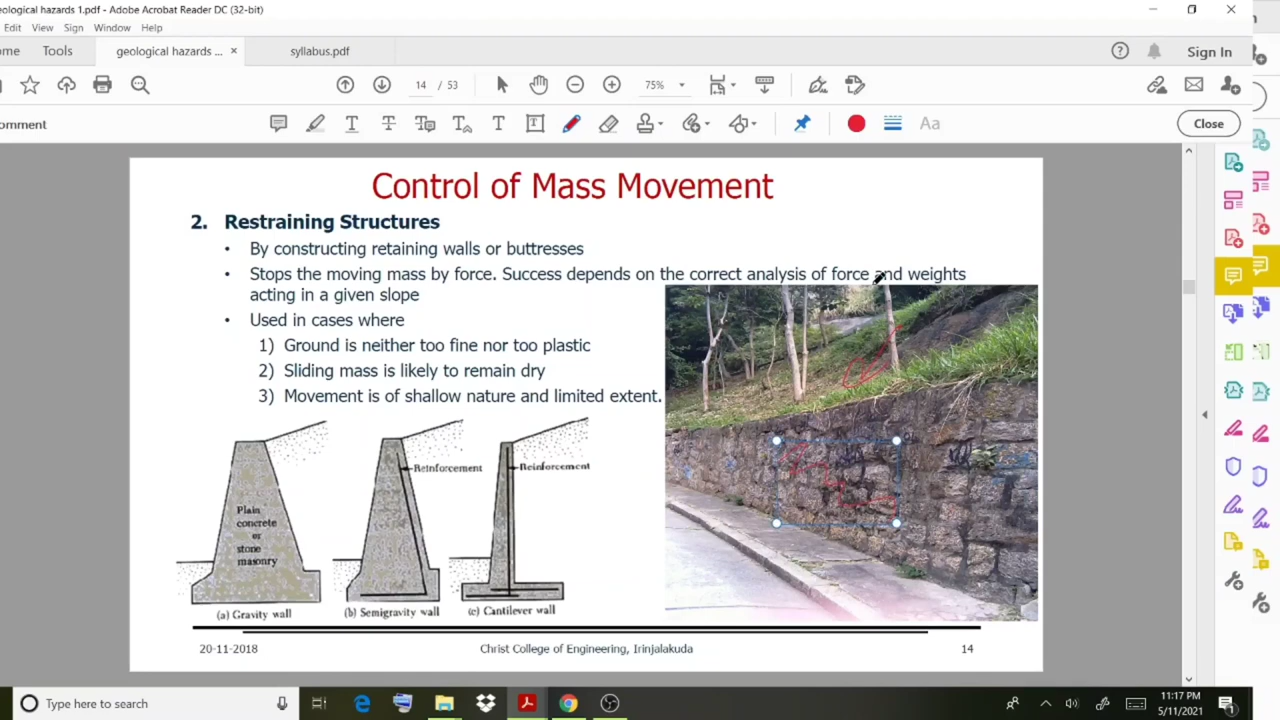 eological hazards 1.pdf - Adobe Acrobat Reader DC (32-bit)
Edit View Sign Window Help
ome Tools geological hazards ... × syllabus.pdf Sign In
14 / 53 75%
omment Aa Close
Control of Mass Movement
2. Restraining Structures
• By constructing retaining walls or buttresses
• Stops the moving mass by force. Success depends on the correct analysis of force and weights
acting in a given slope
• Used in cases where
1) Ground is neither too fine nor too plastic
2) Sliding mass is likely to remain dry
3) Movement is of shallow nature and limited extent.
Reinforcement
Reinforcement
Plain
concrete
or
stone
masonry
(a) Gravity wall (b) Semigravity wall (c) Cantilever wall
20-11-2018 Christ College of Engineering, Irinjalakuda 14
Type here to search
11:17 PM
5/11/2021
1